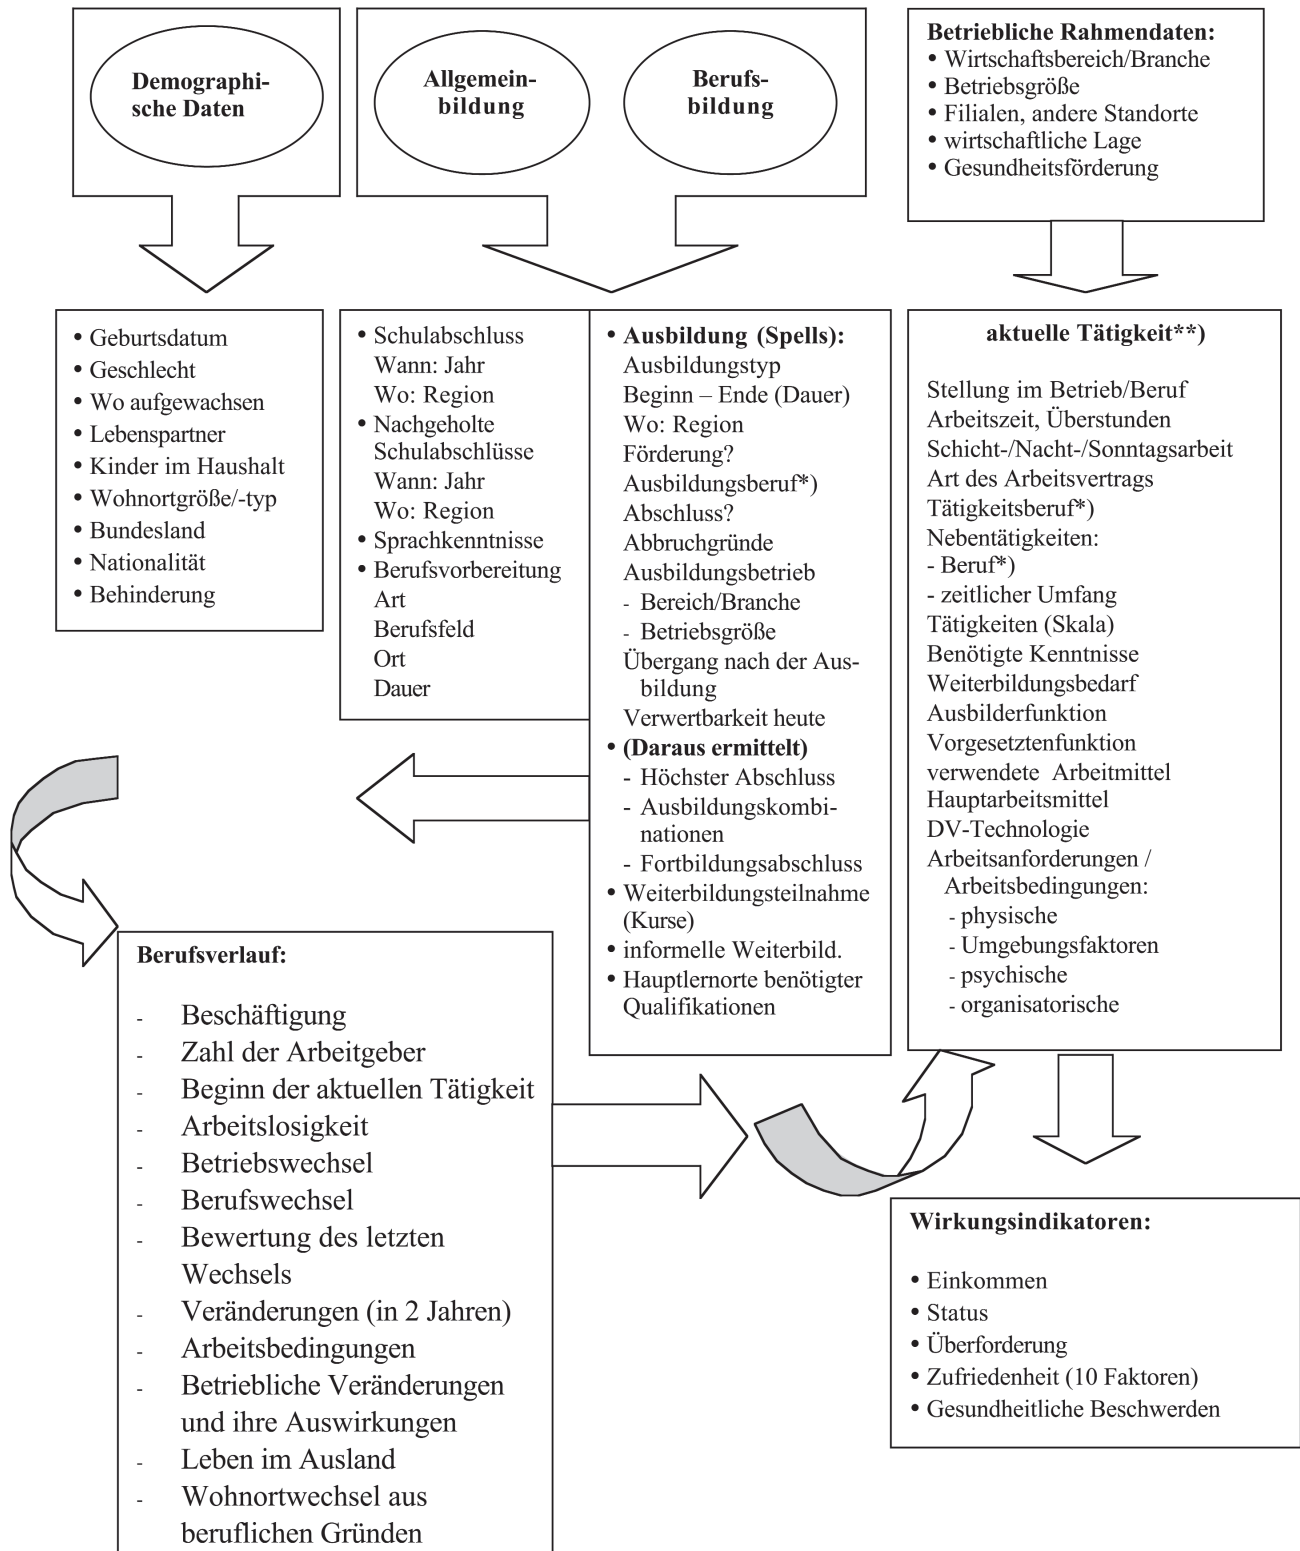 Demographi-
sche Daten
Allgemein-
bildung
Berufs-
bildung
Betriebliche Rahmendaten:
• Wirtschaftsbereich/Branche
• Betriebsgröße
• Filialen, andere Standorte
• wirtschaftliche Lage
• Gesundheitsförderung
• Geburtsdatum
• Geschlecht
• Wo aufgewachsen
• Lebenspartner
• Kinder im Haushalt
• Wohnortgröße/-typ
• Bundesland
• Nationalität
• Behinderung
• Schulabschluss
Wann: Jahr
Wo: Region
• Nachgeholte
Schulabschlüsse
Wann: Jahr
Wo: Region
• Sprachkenntnisse
• Berufsvorbereitung
Art
Berufsfeld
Ort
Dauer
• Ausbildung (Spells):
Ausbildungstyp
Beginn – Ende (Dauer)
Wo: Region
Förderung?
Ausbildungsberuf*)
Abschluss?
Abbruchgründe
Ausbildungsbetrieb
- Bereich/Branche
- Betriebsgröße
Übergang nach der Aus-
bildung
Verwertbarkeit heute
• (Daraus ermittelt)
- Höchster Abschluss
- Ausbildungskombi-
nationen
- Fortbildungsabschluss
• Weiterbildungsteilnahme
(Kurse)
• informelle Weiterbild.
• Hauptlernorte benötigter
Qualifikationen
aktuelle Tätigkeit**)
Stellung im Betrieb/Beruf
Arbeitszeit, Überstunden
Schicht-/Nacht-/Sonntagsarbeit
Art des Arbeitsvertrags
Tätigkeitsberuf*)
Nebentätigkeiten:
- Beruf*)
- zeitlicher Umfang
Tätigkeiten (Skala)
Benötigte Kenntnisse
Weiterbildungsbedarf
Ausbilderfunktion
Vorgesetztenfunktion
verwendete Arbeitmittel
Hauptarbeitsmittel
DV-Technologie
Arbeitsanforderungen /
Arbeitsbedingungen:
- physische
- Umgebungsfaktoren
- psychische
- organisatorische
Berufsverlauf:
- Beschäftigung
- Zahl der Arbeitgeber
- Beginn der aktuellen Tätigkeit
- Arbeitslosigkeit
- Betriebswechsel
- Berufswechsel
- Bewertung des letzten
Wechsels
- Veränderungen (in 2 Jahren)
- Arbeitsbedingungen
- Betriebliche Veränderungen
und ihre Auswirkungen
- Leben im Ausland
- Wohnortwechsel aus
beruflichen Gründen
Wirkungsindikatoren:
• Einkommen
• Status
• Überforderung
• Zufriedenheit (10 Faktoren)
• Gesundheitliche Beschwerden